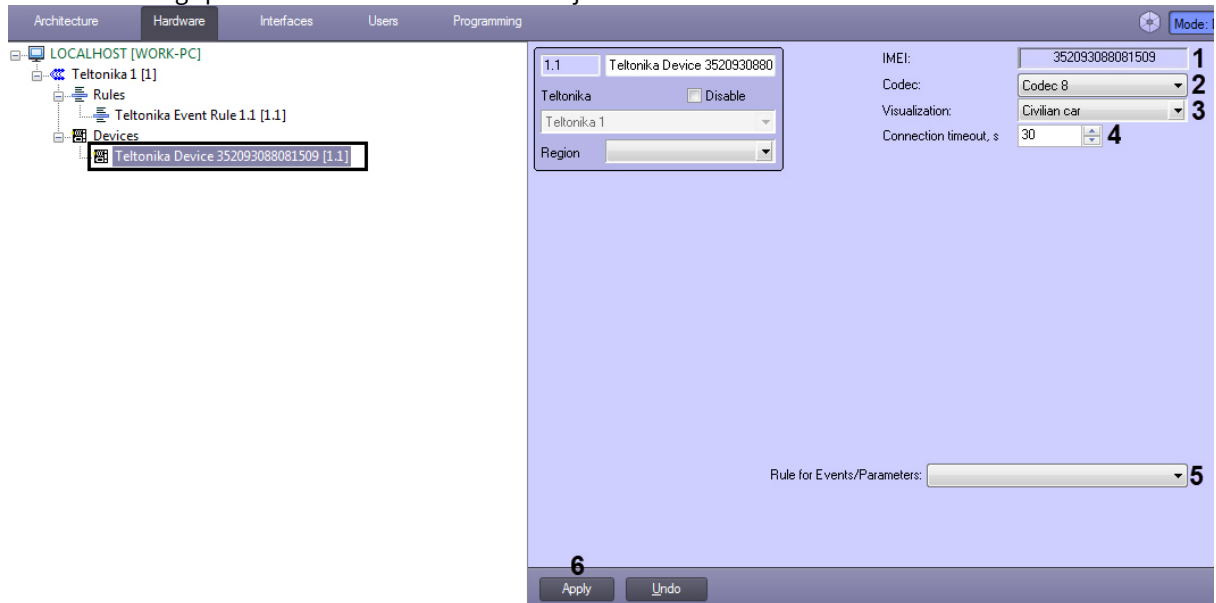 Architecture Hardware Interfaces Users Programming Mode:
LOCALHOST [WORK-PC]
Teltonika 1 [1]
Rules
Teltonika Event Rule 1.1 [1.1]
Devices
Teltonika Device 352093088081509 [1.1]
1.1 Teltonika Device 3520930880
Teltonika Disable
Teltonika 1
Region
IMEI: 352093088081509 1
Codec: Codec 8 2
Visualization: Civilian car 3
Connection timeout, s 30 4
Rule for Events/Parameters: 5
6
Apply Undo